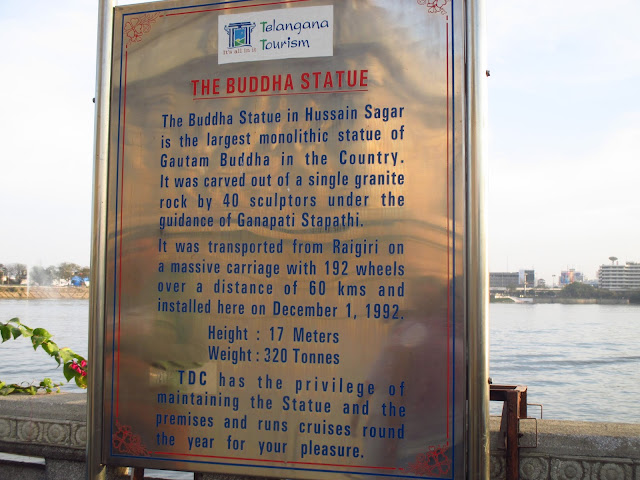 Telangana
Tourism
It's all in it
THE BUDDHA STATUE
The Buddha Statue in Hussain Sagar
is the largest monolithic statue of
Gautam Buddha in the Country.
It was carved out of a single granite
rock by 40 sculptors under the
guidance of Ganapati Stapathi.
It was transported from Raigiri on
a massive carriage with 192 wheels
over a distance of 60 kms and
installed here on December 1, 1992.
Height : 17 Meters
Weight : 320 Tonnes
TDC has the privilege of
maintaining the Statue and the
premises and runs cruises round
the year for your pleasure.